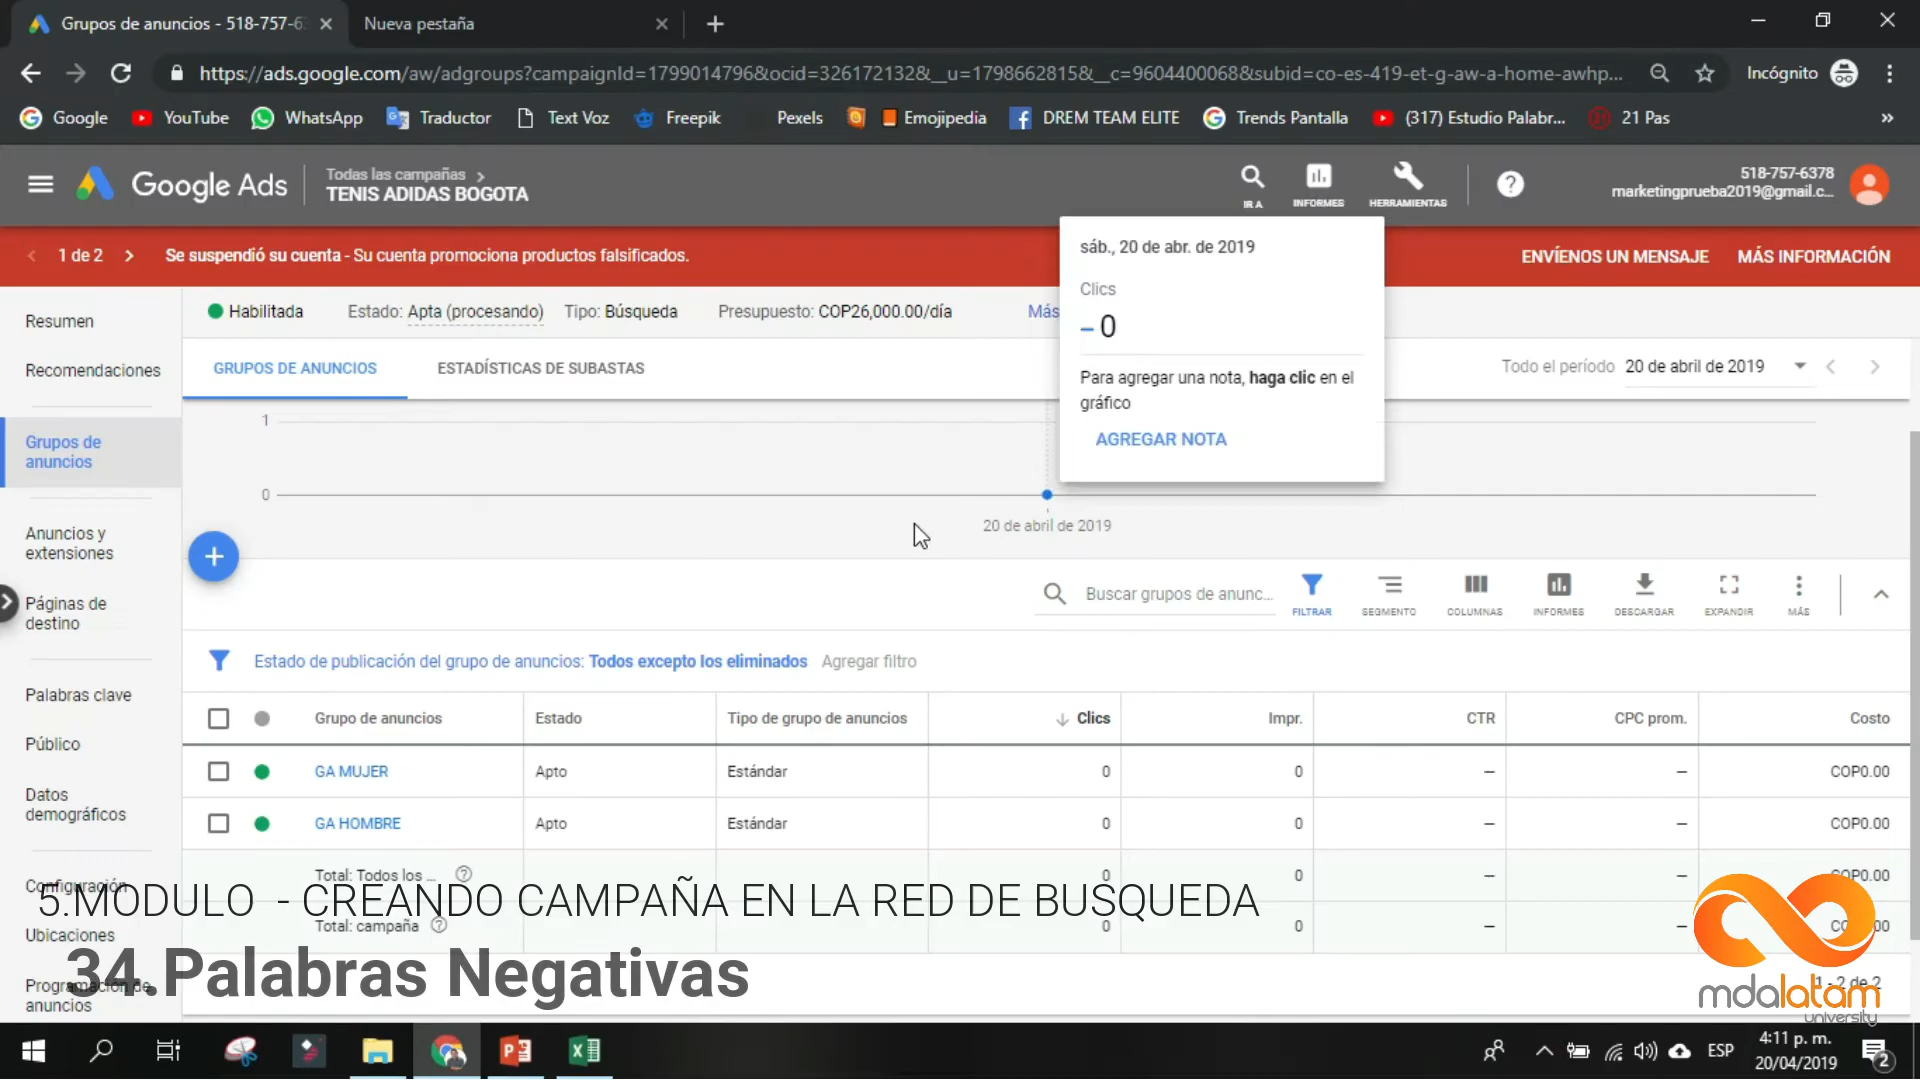 Grupos de anuncios - 518-757-6
Nueva pestaña
https://ads.google.com/aw/adgroups?campaignId=1799014796&ocid=326172132&__u=1798662815&__c=9604400068&subid=co-es-419-et-g-aw-a-home-awhp...
Incógnito
Google
YouTube
WhatsApp
Traductor
Text Voz
Freepik
Pexels
Emojipedia
DREM TEAM ELITE
Trends Pantalla
(317) Estudio Palabr...
21 Pas
»
Google Ads
Todas las campañas >
TENIS ADIDAS BOGOTA
IR A
INFORMES
HERRAMIENTAS
518-757-6378
marketingprueba2019@gmail.c...
1 de 2
Se suspendió su cuenta - Su cuenta promociona productos falsificados.
ENVÍENOS UN MENSAJE
MÁS INFORMACIÓN
Habilitada
Estado: Apta (procesando)
Tipo: Búsqueda
Presupuesto: COP26,000.00/día
Más
sáb., 20 de abr. de 2019
Clics
– 0
Para agregar una nota, haga clic en el
gráfico
AGREGAR NOTA
GRUPOS DE ANUNCIOS
ESTADÍSTICAS DE SUBASTAS
Todo el período
20 de abril de 2019
1
0
20 de abril de 2019
Resumen
Recomendaciones
Grupos de
anuncios
Anuncios y
extensiones
Páginas de
destino
Palabras clave
Público
Datos
demográficos
Configuración
Ubicaciones
Programación de
anuncios
Buscar grupos de anunc...
FILTRAR
SEGMENTO
COLUMNAS
INFORMES
DESCARGAR
EXPANDIR
MÁS
Estado de publicación del grupo de anuncios: Todos excepto los eliminados
Agregar filtro
Grupo de anuncios Estado Tipo de grupo de anuncios Clics Impr. CTR CPC prom. Costo
GA MUJER Apto Estándar 0 0 – – COP0.00
GA HOMBRE Apto Estándar 0 0 – – COP0.00
Total: Todos los ... 0 0 – – COP0.00
Total: campaña 0 0 – –
1 - 2 de 2
5.MODULO - CREANDO CAMPAÑA EN LA RED DE BUSQUEDA
34.Palabras Negativas
mdalatam
university
ESP
4:11 p. m.
20/04/2019
2